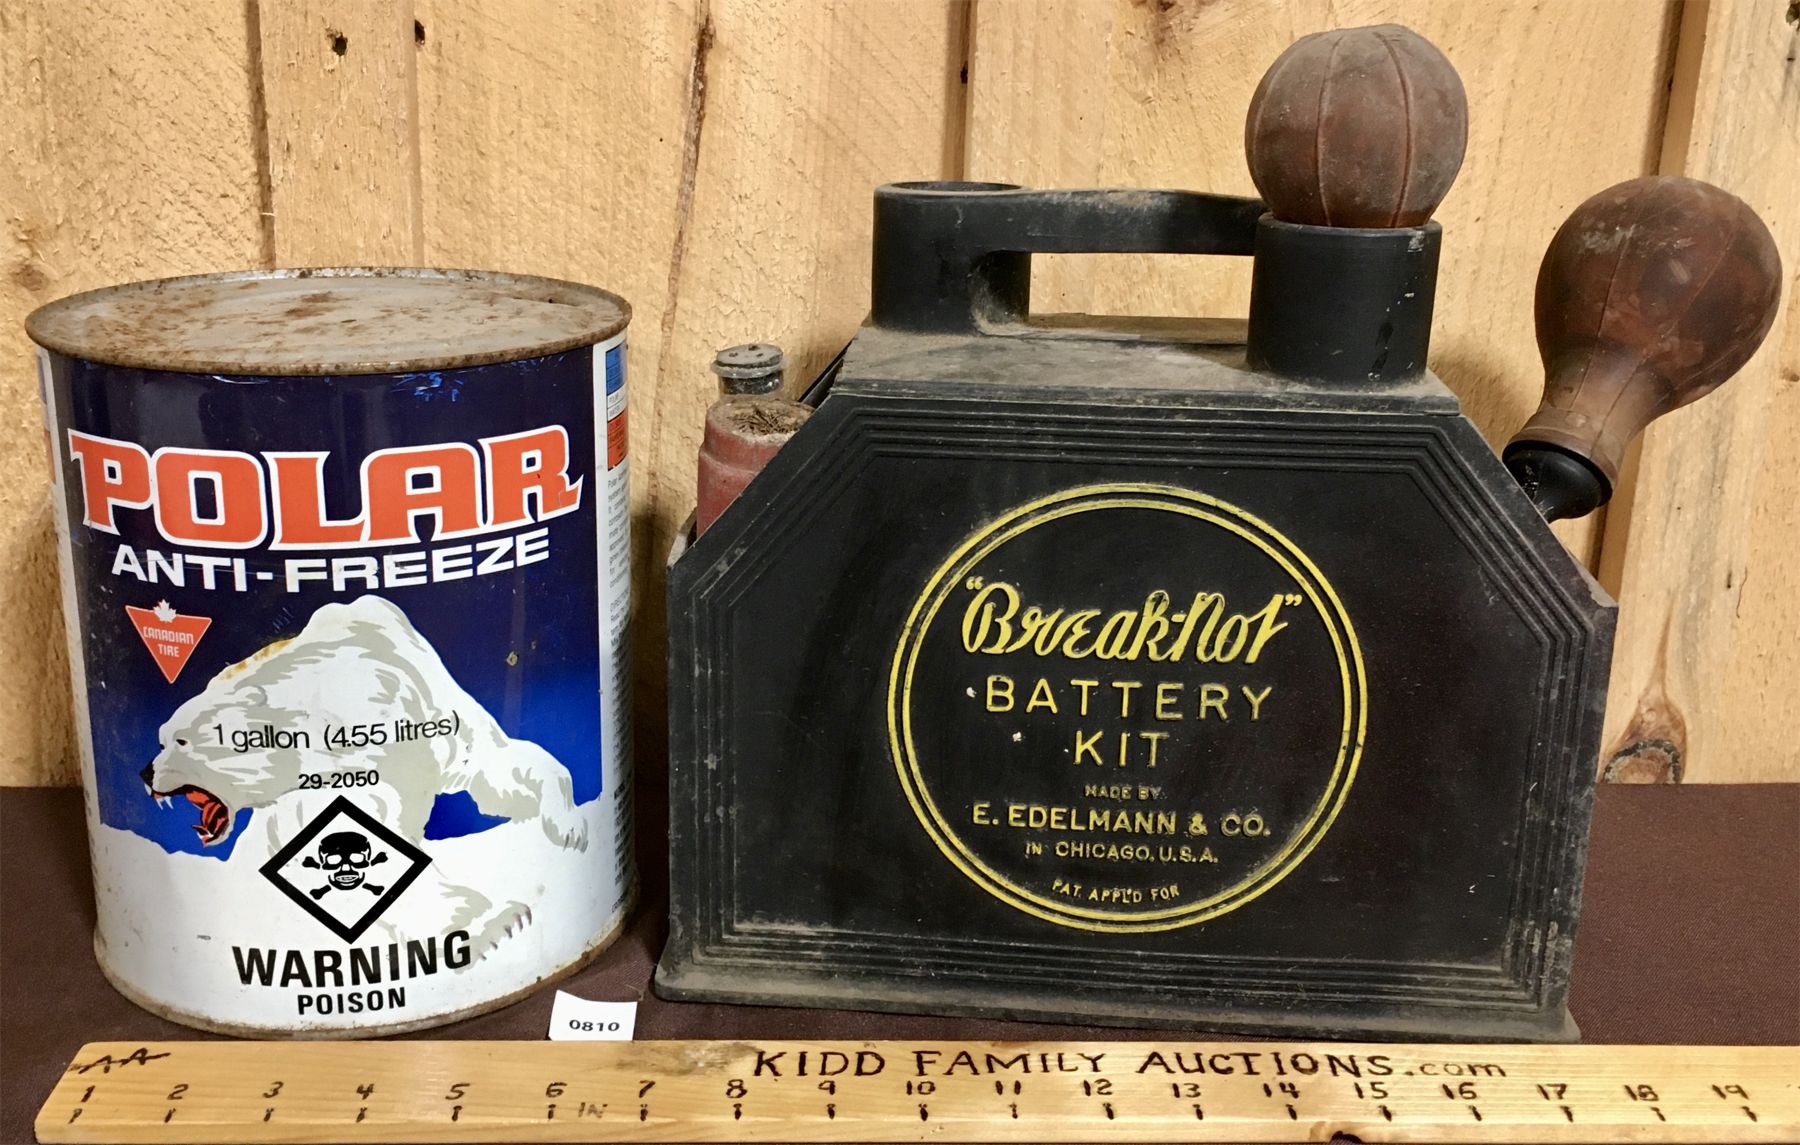 POLAR
ANTI-FREEZE
CANADIAN
TIRE
1 gallon (4.55 litres)
29-2050
WARNING
POISON
"Break-Not"
BATTERY
KIT
MADE BY
E. EDELMANN & CO.
IN CHICAGO, U.S.A.
PAT. APPL'D FOR
0810
AA KIDD FAMILY AUCTIONS.com
1 2 3 4 5 6 7 8 9 10 11 12 13 14 15 16 17 18 19
IN